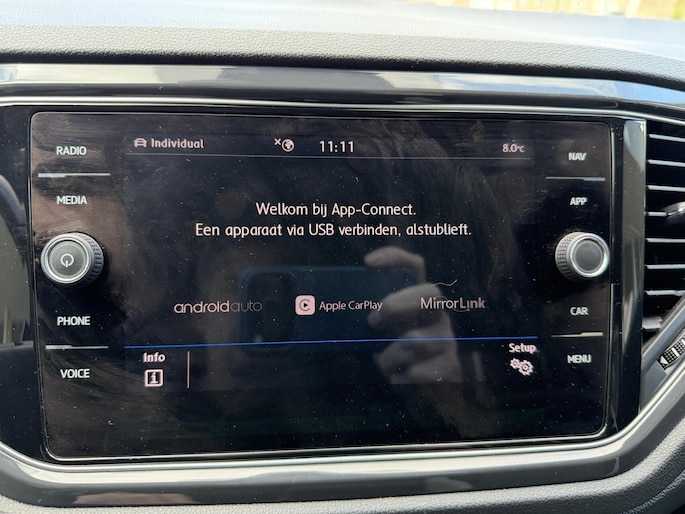 RADIO
MEDIA
PHONE
VOICE
Individual
11:11
8.0°C
Welkom bij App-Connect.
Een apparaat via USB verbinden, alstublieft.
androidauto
Apple CarPlay
MirrorLink
Info
Setup
NAV
APP
CAR
MENU